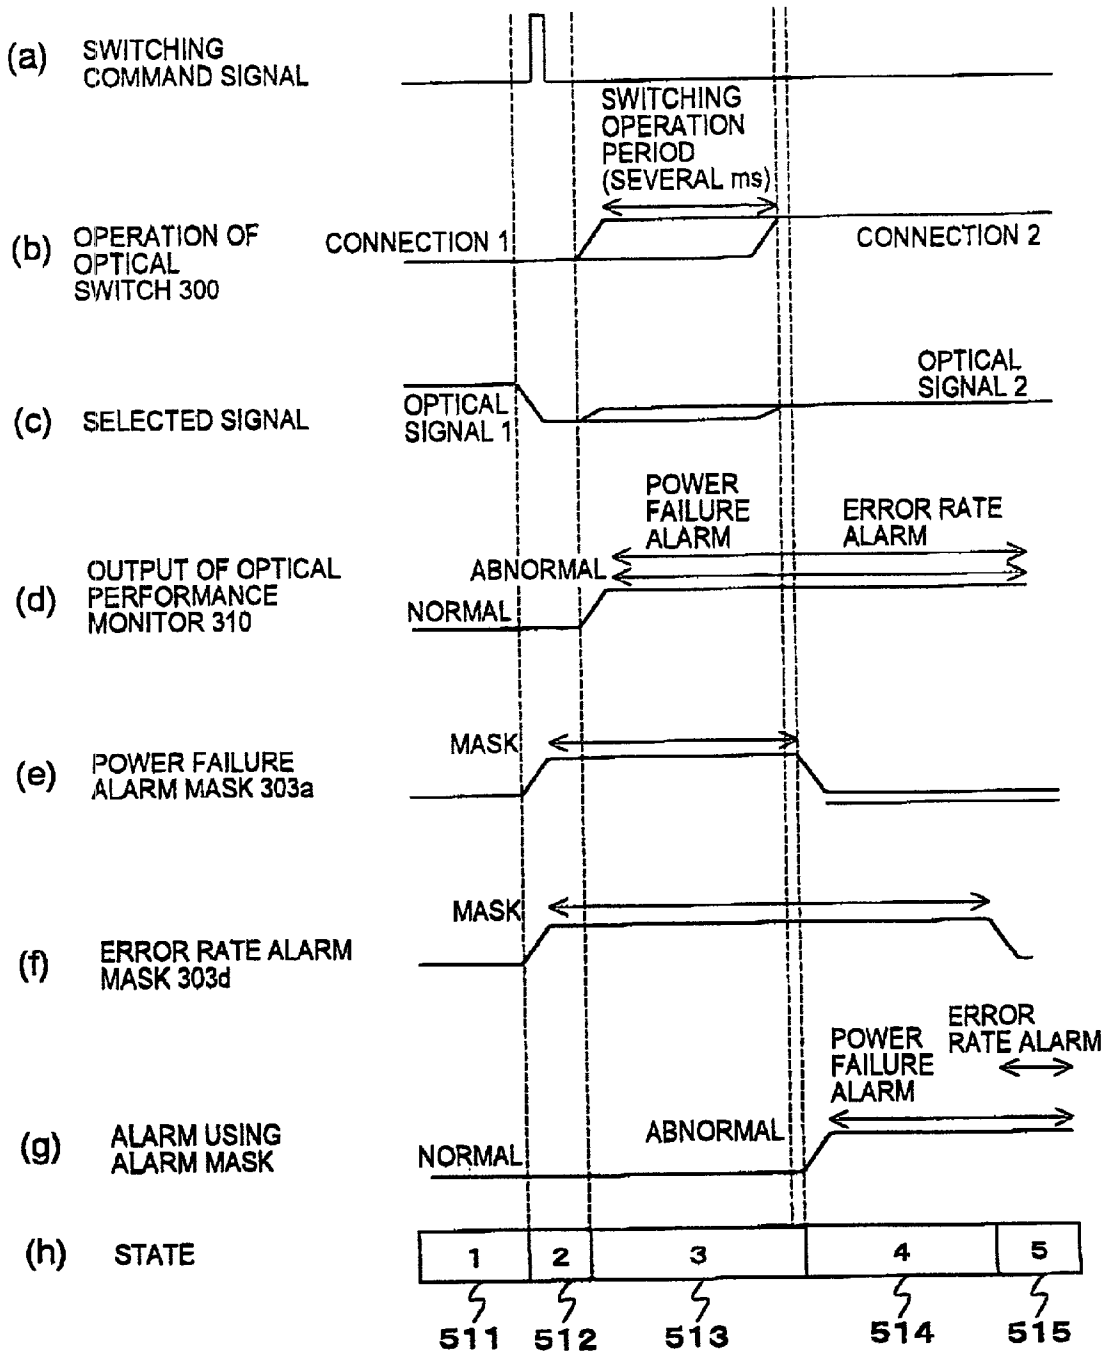 (a)
SWITCHING
COMMAND SIGNAL
SWITCHING
OPERATION
PERIOD
(SEVERAL ms)
(b)
OPERATION OF
OPTICAL
SWITCH 300
CONNECTION 1
CONNECTION 2
(c)
SELECTED SIGNAL
OPTICAL
SIGNAL 1
OPTICAL
SIGNAL 2
(d)
OUTPUT OF OPTICAL
PERFORMANCE
MONITOR 310
NORMAL
ABNORMAL
POWER
FAILURE
ALARM
ERROR RATE
ALARM
(e)
POWER FAILURE
ALARM MASK 303a
MASK
(f)
ERROR RATE ALARM
MASK 303d
MASK
(g)
ALARM USING
ALARM MASK
NORMAL
ABNORMAL
POWER
FAILURE
ALARM
ERROR
RATE ALARM
(h)
STATE
1 2 3 4 5
511 512 513 514 515